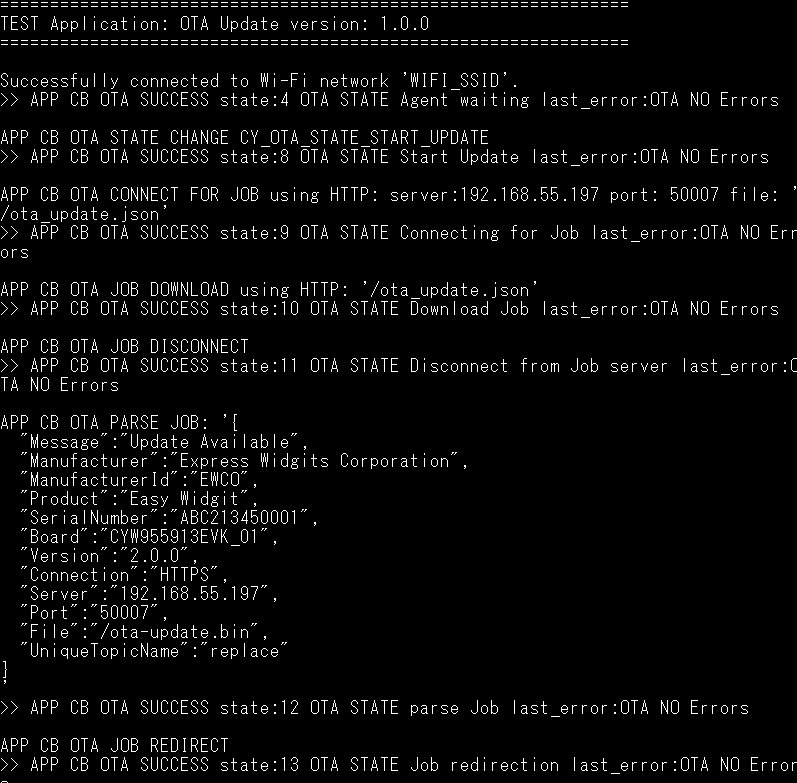 ===============================================================
TEST Application: OTA Update version: 1.0.0
===============================================================
Successfully connected to Wi-Fi network 'WIFI_SSID'.
>> APP CB OTA SUCCESS state:4 OTA STATE Agent waiting last_error:OTA NO Errors
APP CB OTA STATE CHANGE CY_OTA_STATE_START_UPDATE
>> APP CB OTA SUCCESS state:8 OTA STATE Start Update last_error:OTA NO Errors
APP CB OTA CONNECT FOR JOB using HTTP: server:192.168.55.197 port: 50007 file: '
/ota_update.json'
>> APP CB OTA SUCCESS state:9 OTA STATE Connecting for Job last_error:OTA NO Err
ors
APP CB OTA JOB DOWNLOAD using HTTP: '/ota_update.json'
>> APP CB OTA SUCCESS state:10 OTA STATE Download Job last_error:OTA NO Errors
APP CB OTA JOB DISCONNECT
>> APP CB OTA SUCCESS state:11 OTA STATE Disconnect from Job server last_error:O
TA NO Errors
APP CB OTA PARSE JOB: '{
"Message":"Update Available",
"Manufacturer":"Express Widgits Corporation",
"ManufacturerId":"EWCO",
"Product":"Easy Widgit",
"SerialNumber":"ABC213450001",
"Board":"CYW955913EVK_01",
"Version":"2.0.0",
"Connection":"HTTPS",
"Server":"192.168.55.197",
"Port":"50007",
"File":"/ota-update.bin",
"UniqueTopicName":"replace"
}
'
>> APP CB OTA SUCCESS state:12 OTA STATE parse Job last_error:OTA NO Errors
APP CB OTA JOB REDIRECT
>> APP CB OTA SUCCESS state:13 OTA STATE Job redirection last_error:OTA NO Error